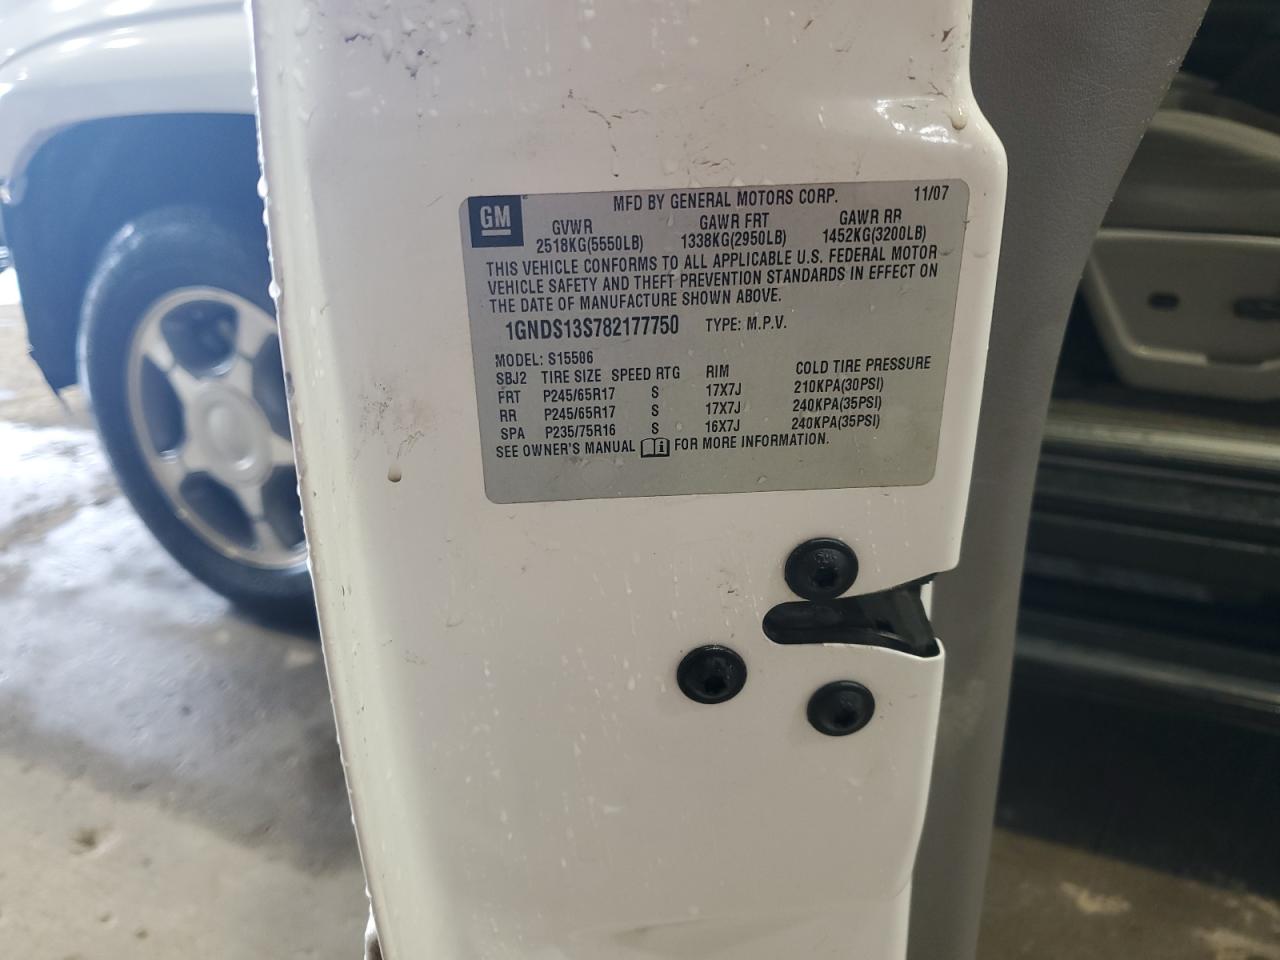 GM
MFD BY GENERAL MOTORS CORP. 11/07
GVWR GAWR FRT GAWR RR
2518KG(5550LB) 1338KG(2950LB) 1452KG(3200LB)
THIS VEHICLE CONFORMS TO ALL APPLICABLE U.S. FEDERAL MOTOR
VEHICLE SAFETY AND THEFT PREVENTION STANDARDS IN EFFECT ON
THE DATE OF MANUFACTURE SHOWN ABOVE.
1GNDS13S782177750 TYPE: M.P.V.
MODEL: S15506
SBJ2 TIRE SIZE SPEED RTG RIM COLD TIRE PRESSURE
FRT P245/65R17 S 17X7J 210KPA(30PSI)
RR P245/65R17 S 17X7J 240KPA(35PSI)
SPA P235/75R16 S 16X7J 240KPA(35PSI)
SEE OWNER'S MANUAL FOR MORE INFORMATION.